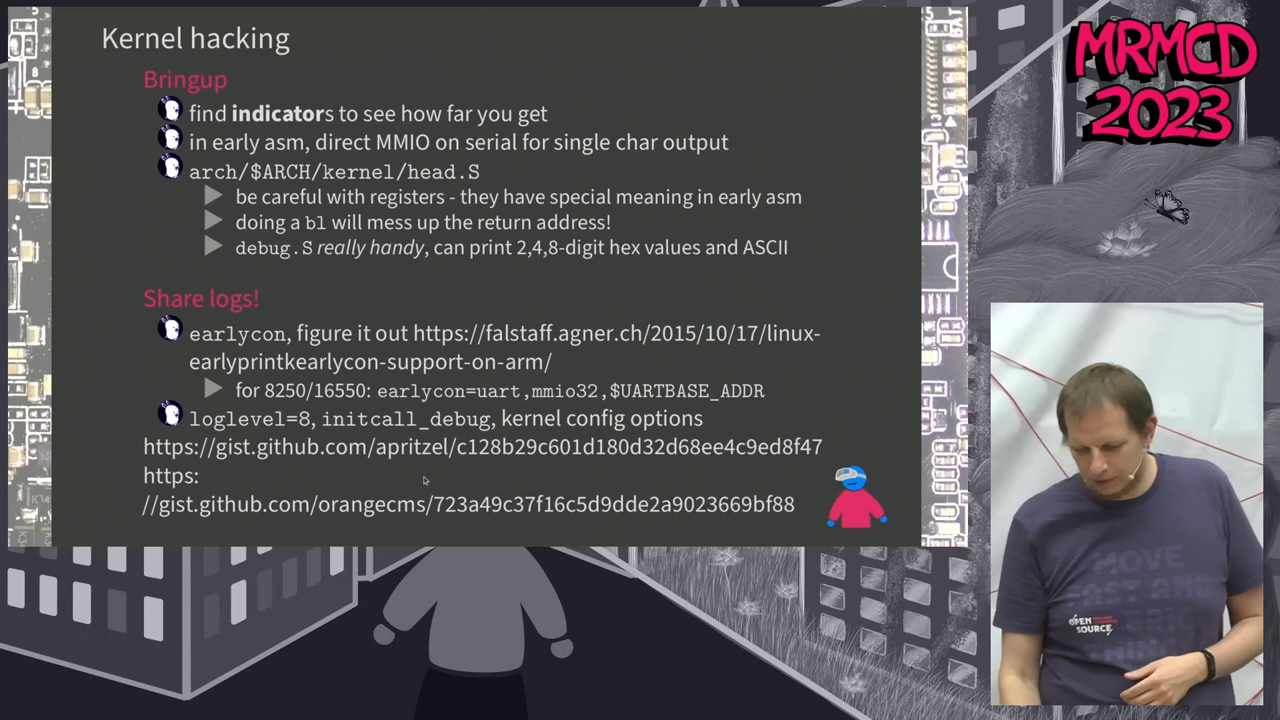 Kernel hacking
Bringup
find indicators to see how far you get
in early asm, direct MMIO on serial for single char output
arch/$ARCH/kernel/head.S
be careful with registers - they have special meaning in early asm
doing a bl will mess up the return address!
debug.S really handy, can print 2,4,8-digit hex values and ASCII
Share logs!
earlycon, figure it out https://falstaff.agner.ch/2015/10/17/linux-
earlyprintkearlycon-support-on-arm/
for 8250/16550: earlycon=uart,mmio32,$UARTBASE_ADDR
loglevel=8, initcall_debug, kernel config options
https://gist.github.com/apritzel/c128b29c601d180d32d68ee4c9ed8f47
https:
//gist.github.com/orangecms/723a49c37f16c5d9dde2a9023669bf88
MRMCD
2023
MOVE
FAST AND
OPEN
SOURCE